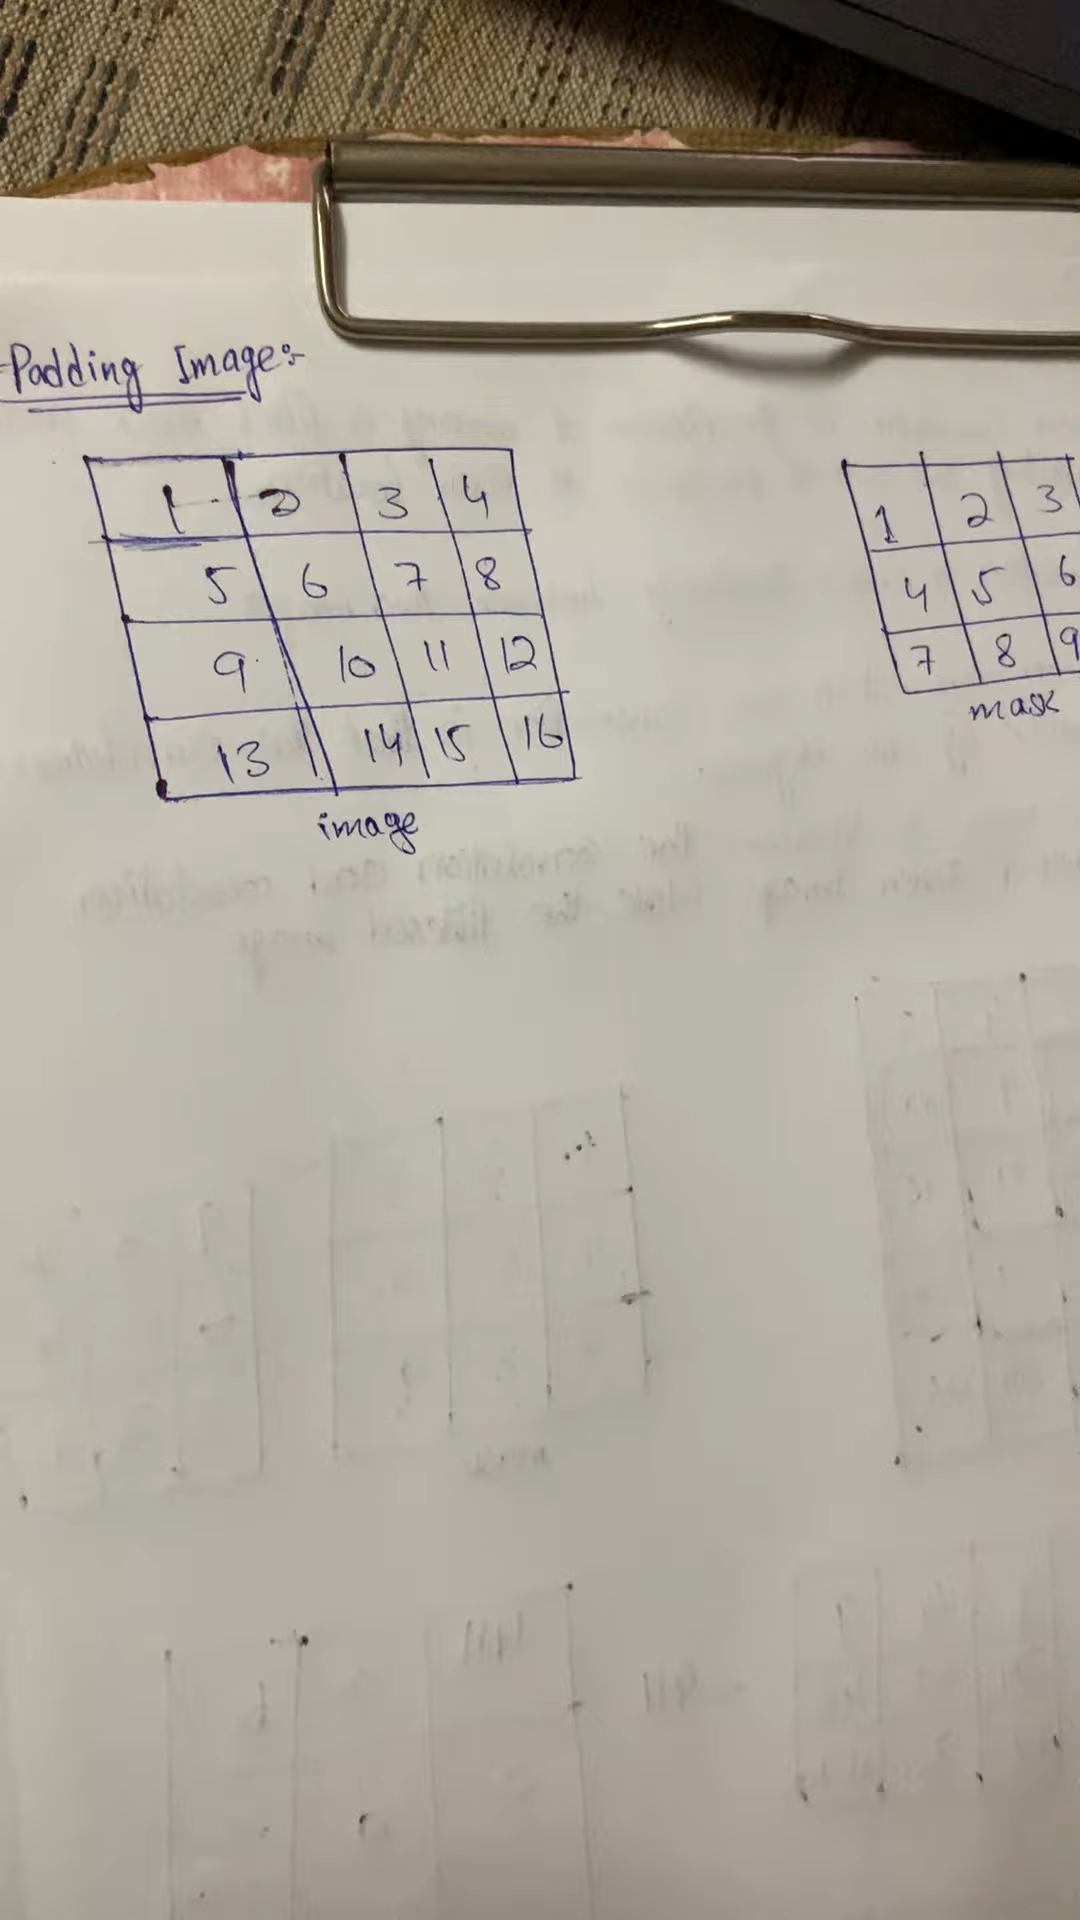 Padding Image:-
1 2 3 4
5 6 7 8
9 10 11 12
13 14 15 16
image
1 2 3
4 5 6
7 8 9
mask